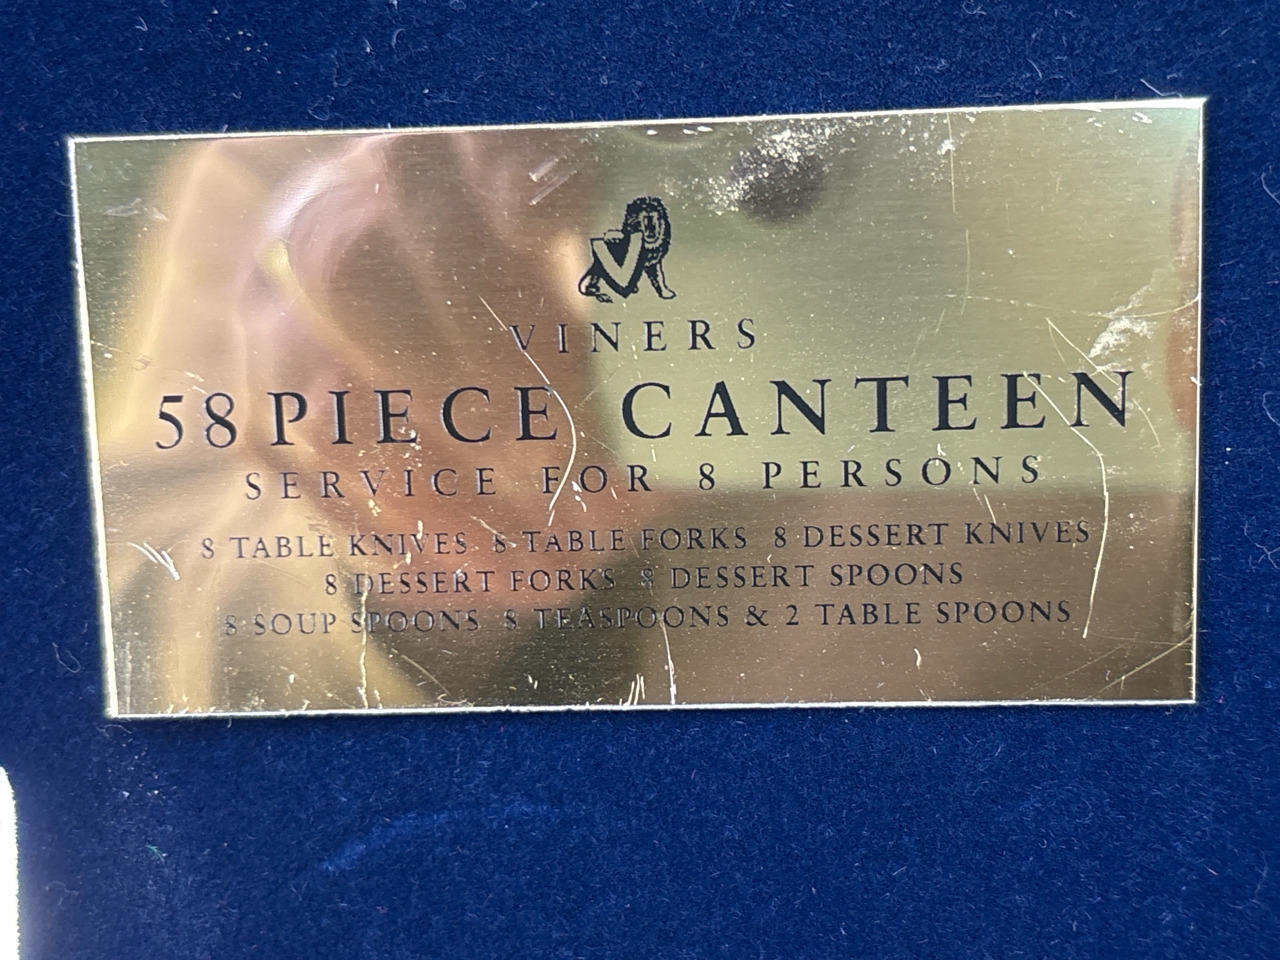 V
VINERS
58 PIECE CANTEEN
SERVICE FOR 8 PERSONS
8 TABLE KNIVES 8 TABLE FORKS 8 DESSERT KNIVES
8 DESSERT FORKS 8 DESSERT SPOONS
8 SOUP SPOONS 8 TEASPOONS & 2 TABLE SPOONS